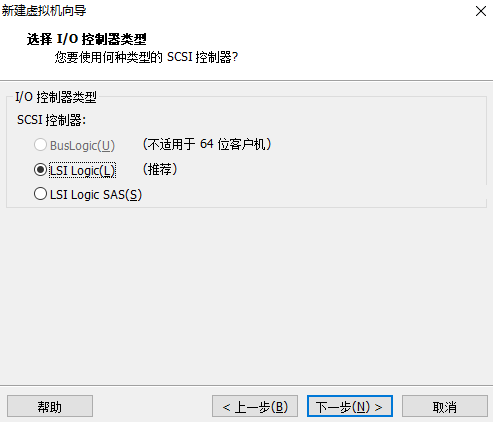 新建虚拟机向导
选择 I/O 控制器类型
您要使用何种类型的 SCSI 控制器?
I/O 控制器类型
SCSI 控制器:
BusLogic(U) (不适用于 64 位客户机)
LSI Logic(L) (推荐)
LSI Logic SAS(S)
帮助 < 上一步(B) 下一步(N) > 取消